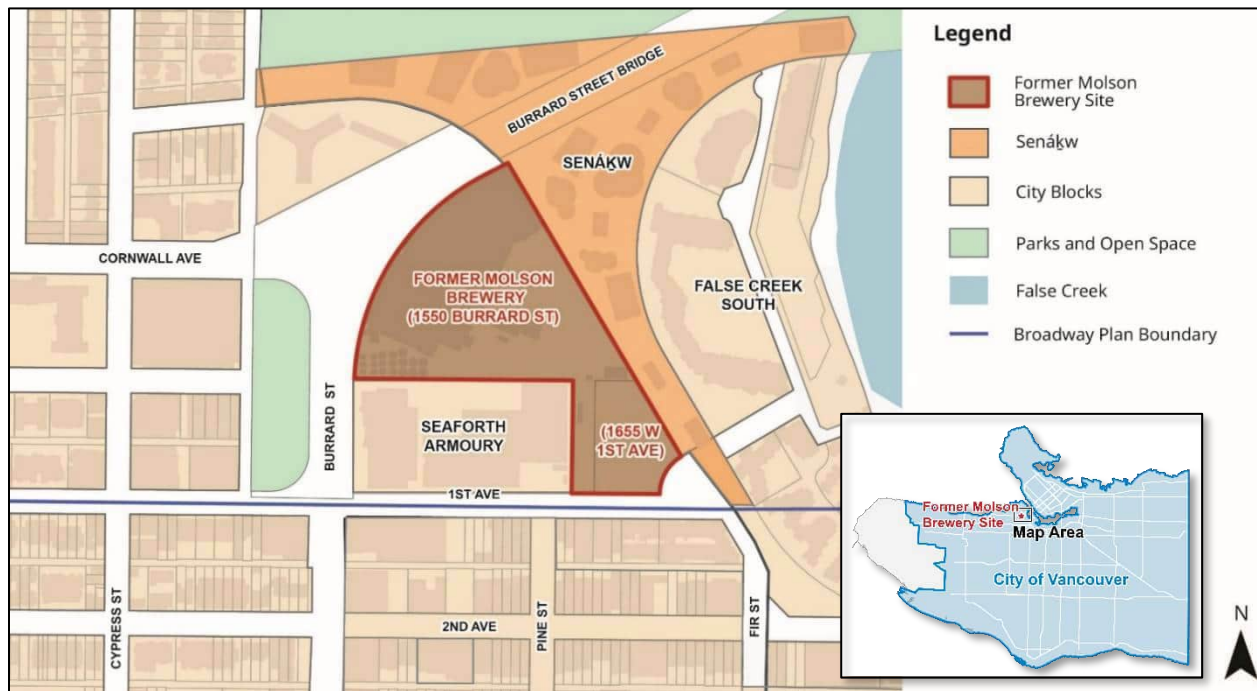 BURRARD STREET BRIDGE
SENÁḴW
CORNWALL AVE
FORMER MOLSON
BREWERY
(1550 BURRARD ST)
FALSE CREEK
SOUTH
BURRARD ST
SEAFORTH
ARMOURY
(1655 W
1ST AVE)
1ST AVE
CYPRESS ST
2ND AVE
PINE ST
FIR ST
Legend
Former Molson
Brewery Site
Senáḵw
City Blocks
Parks and Open Space
False Creek
Broadway Plan Boundary
Former Molson
Brewery Site
Map Area
City of Vancouver
N